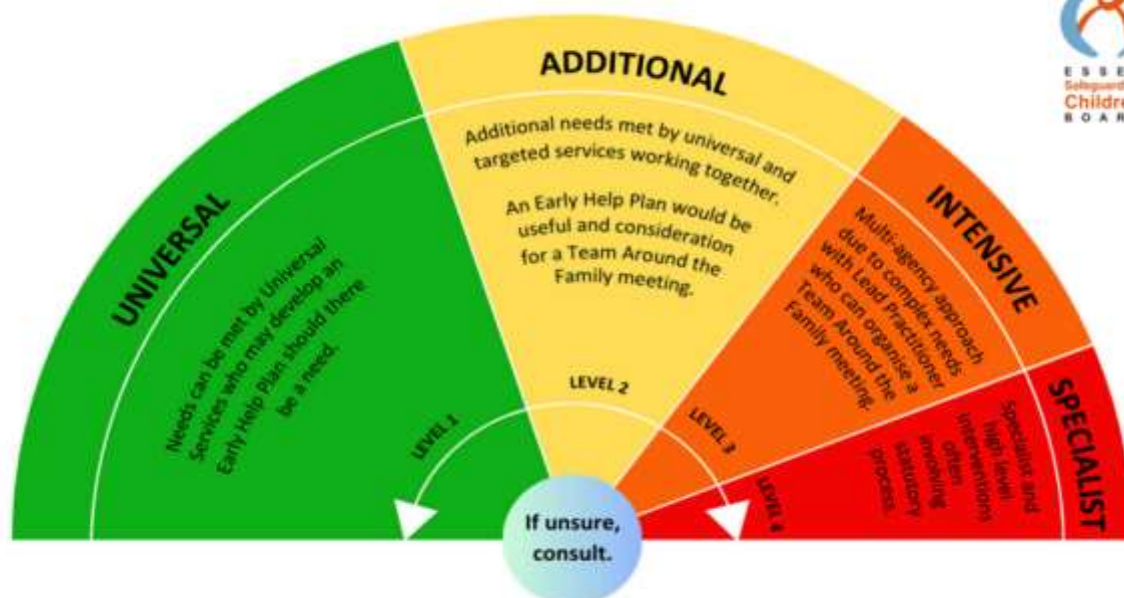 UNIVERSAL
Needs can be met by Universal
Services who may develop an
Early Help Plan should there
be a need.
LEVEL 1
ADDITIONAL
Additional needs met by universal and
targeted services working together.
An Early Help Plan would be
useful and consideration
for a Team Around the
Family meeting.
LEVEL 2
INTENSIVE
Multi-agency approach
due to complex needs
with Lead Practitioner
who can organise a
Team Around the
Family meeting.
LEVEL 3
SPECIALIST
Specialist and
high level
interventions
often
involving
statutory
process.
LEVEL 4
If unsure,
consult.